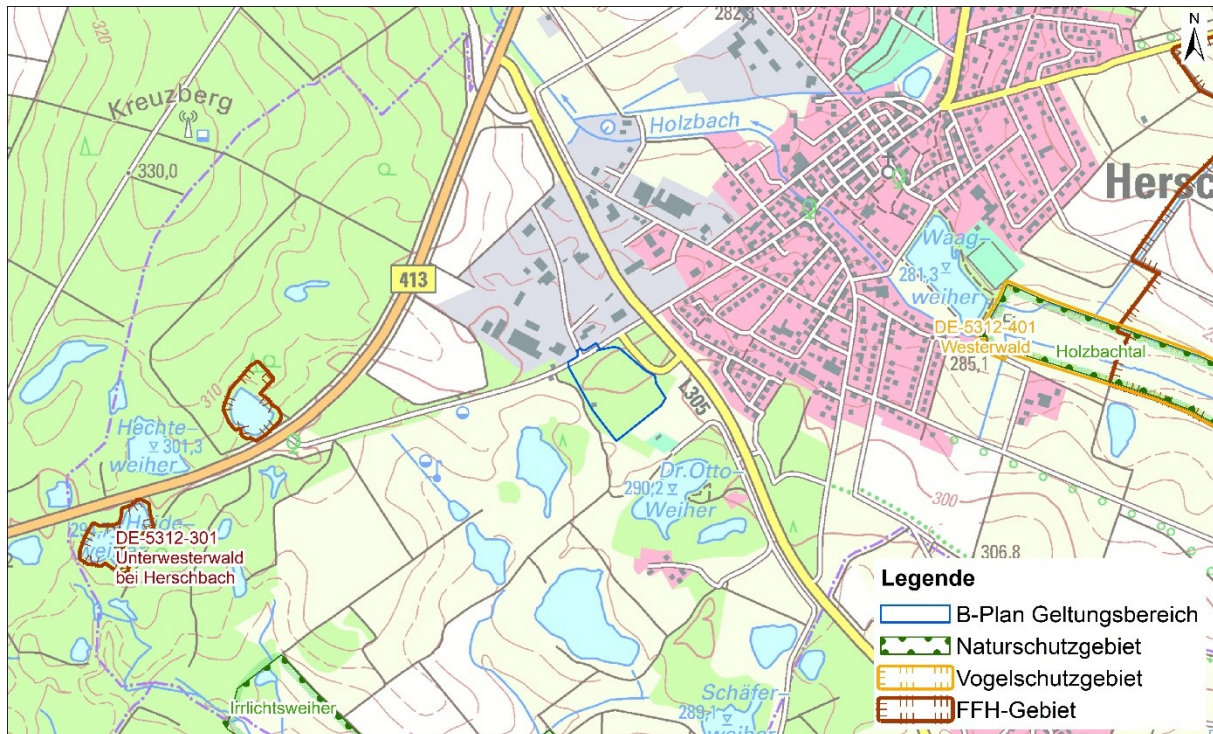 320
282,8
N
Kreuzberg
330,0
Holzbach
Hersc
413
Waag-
281,3
weiher
DE-5312-401
Westerwald
285,1
Holzbachtal
310
Hechte-
301,3
weiher
L305
Dr.Otto-
290,2
Weiher
300
306,8
Heide-
DE-5312-301
Unterwesterwald
bei Herschbach
Irrlichtsweiher
Schäfer-
289,1
weiher
Legende
B-Plan Geltungsbereich
Naturschutzgebiet
Vogelschutzgebiet
FFH-Gebiet